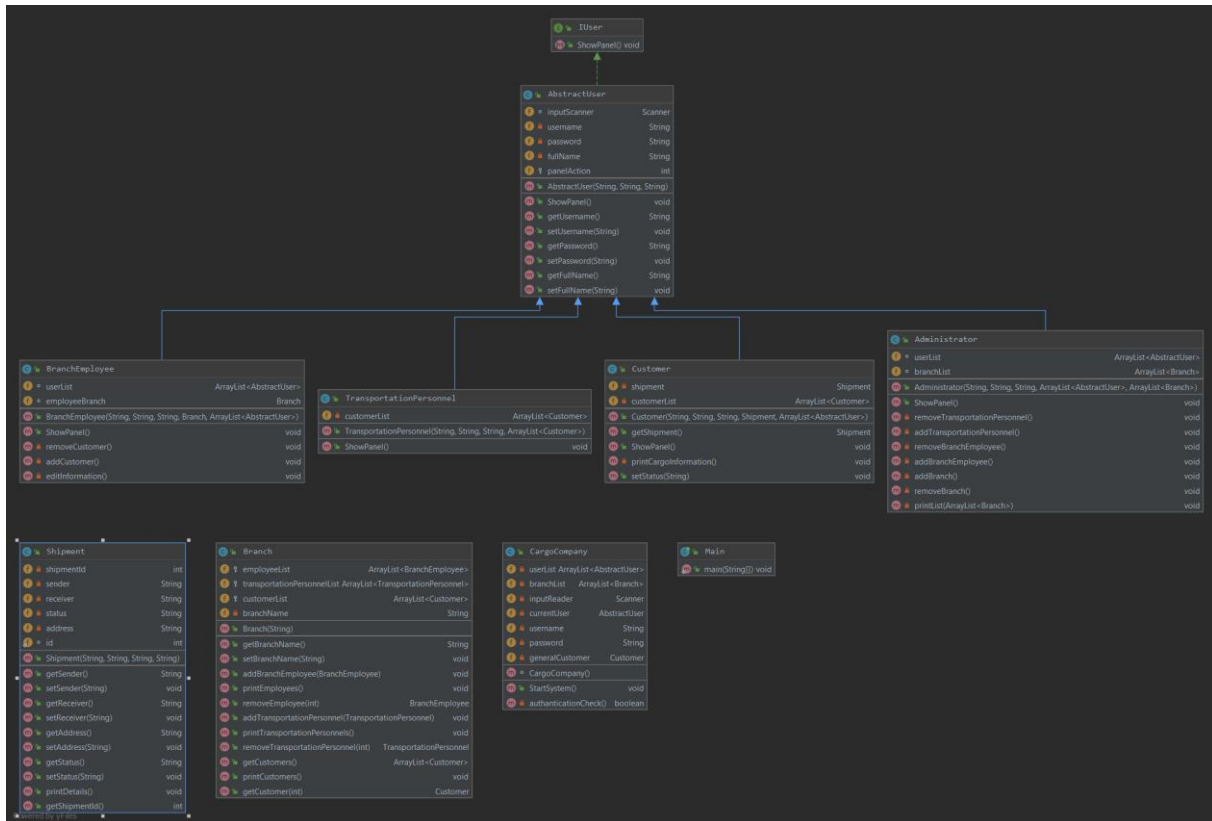 IUser
ShowPanel() void
AbstractUser
inputScanner Scanner
username String
password String
fullName String
panelAction int
AbstractUser(String, String, String)
ShowPanel() void
getUsername() String
setUsername(String) void
getPassword() String
setPassword(String) void
getFullName() String
setFullName(String) void
BranchEmployee
userList ArrayList<AbstractUser>
employeeBranch Branch
BranchEmployee(String, String, String, Branch, ArrayList<AbstractUser>)
ShowPanel() void
removeCustomer() void
addCustomer() void
editInformation() void
TransportationPersonnel
customerList ArrayList<Customer>
TransportationPersonnel(String, String, String, ArrayList<Customer>)
ShowPanel() void
Customer
shipment Shipment
customerList ArrayList<Customer>
Customer(String, String, String, Shipment, ArrayList<AbstractUser>)
getShipment() Shipment
ShowPanel() void
printCargoInformation() void
setStatus(String) void
Administrator
userList ArrayList<AbstractUser>
branchList ArrayList<Branch>
Administrator(String, String, String, ArrayList<AbstractUser>, ArrayList<Branch>)
ShowPanel() void
removeTransportationPersonnel() void
addTransportationPersonnel() void
removeBranchEmployee() void
addBranchEmployee() void
addBranch() void
removeBranch() void
printList(ArrayList<Branch>) void
Shipment
shipmentId int
sender String
receiver String
status String
address String
id int
Shipment(String, String, String, String)
getSender() String
setSender(String) void
getReceiver() String
setReceiver(String) void
getAddress() String
setAddress(String) void
getStatus() String
setStatus(String) void
printDetails() void
getShipmentId() int
Powered by yFiles
Branch
employeeList ArrayList<BranchEmployee>
transportationPersonnelList ArrayList<TransportationPersonnel>
customerList ArrayList<Customer>
branchName String
Branch(String)
getBranchName() String
setBranchName(String) void
addBranchEmployee(BranchEmployee) void
printEmployees() void
removeEmployee(int) BranchEmployee
addTransportationPersonnel(TransportationPersonnel) void
printTransportationPersonnels() void
removeTransportationPersonnel(int) TransportationPersonnel
getCustomers() ArrayList<Customer>
printCustomers() void
getCustomer(int) Customer
CargoCompany
userList ArrayList<AbstractUser>
branchList ArrayList<Branch>
inputReader Scanner
currentUser AbstractUser
username String
password String
generalCustomer Customer
CargoCompany()
StartSystem() void
authanticationCheck() boolean
Main
main(String[]) void